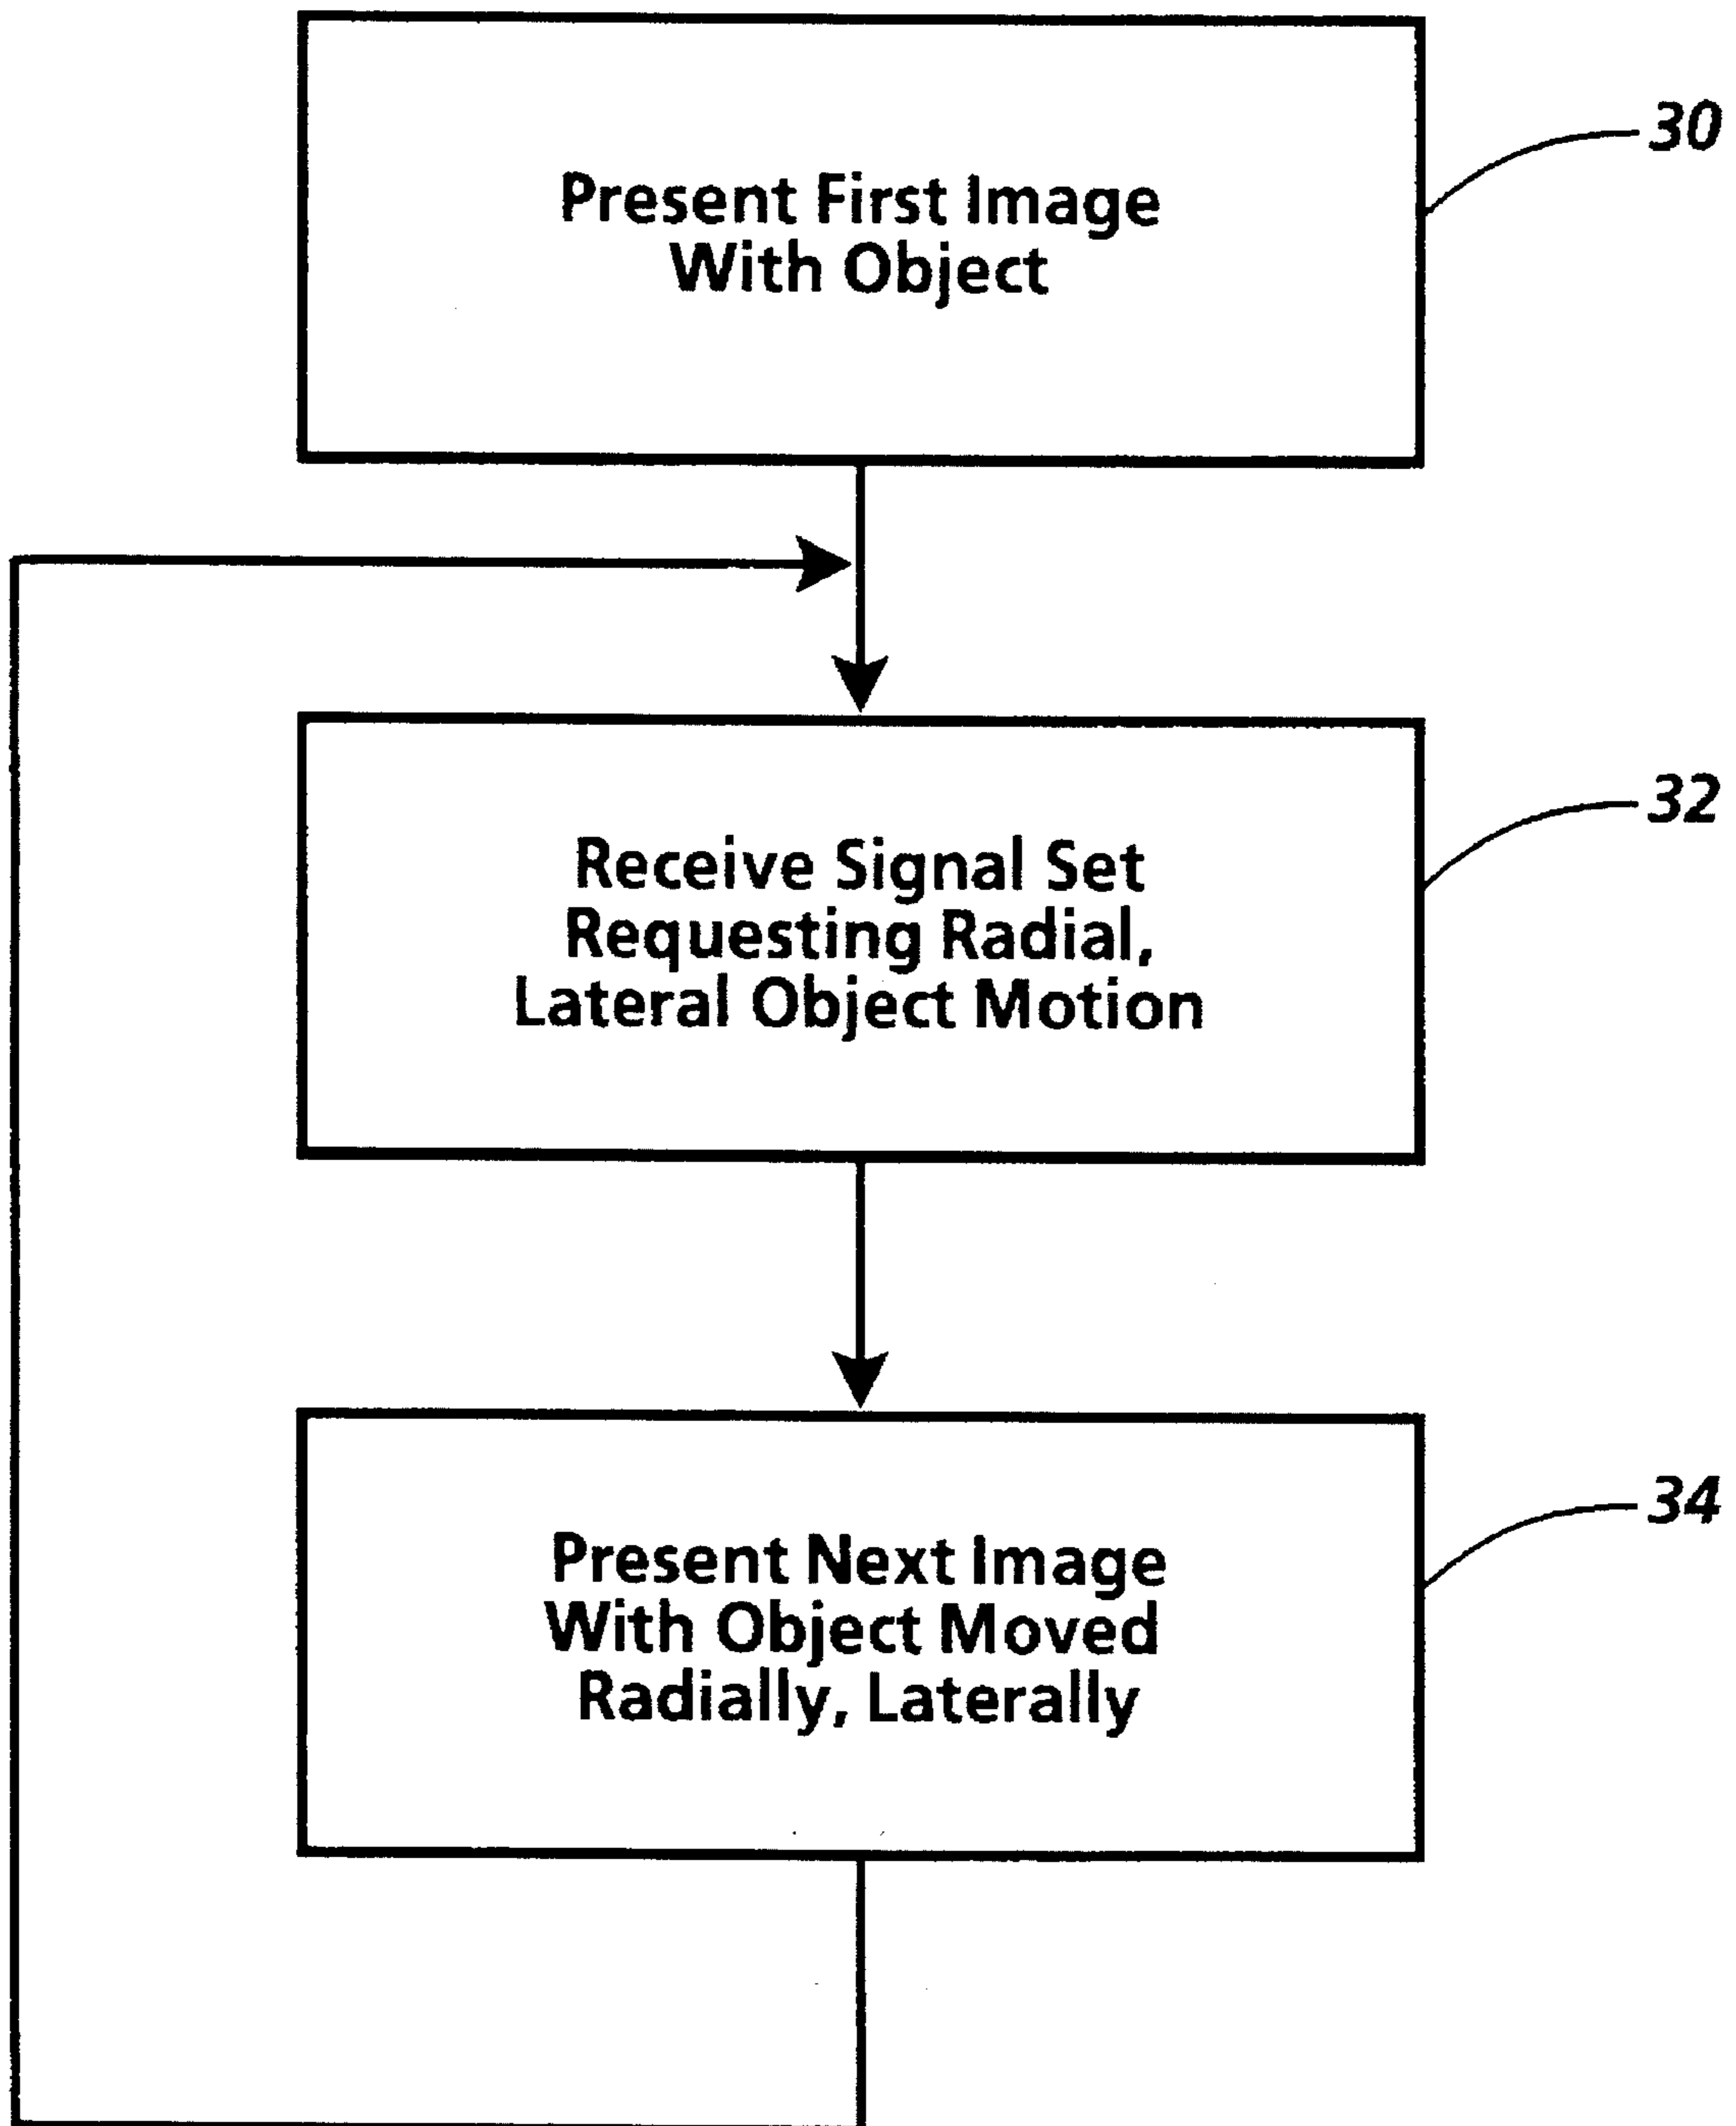 Present First Image
With Object
30
Receive Signal Set
Requesting Radial,
Lateral Object Motion
32
Present Next Image
With Object Moved
Radially, Laterally
34